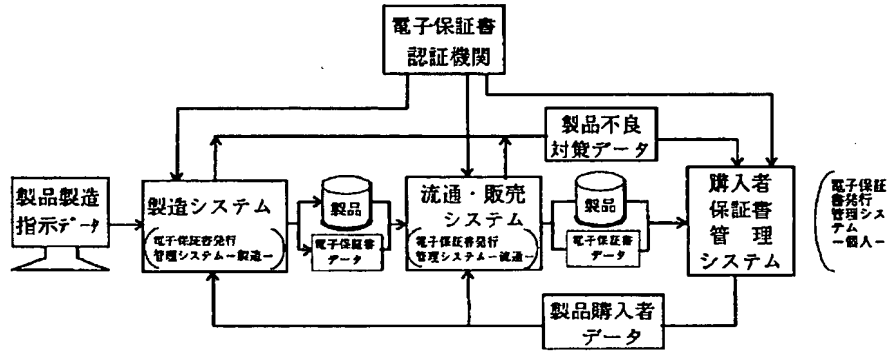 電子保証書
認証機関
製品不良
対策データ
製品製造
指示データ
製造システム
電子保証書発行
管理システムー製造ー
製品
電子保証書
データ
流通・販売
システム
電子保証書発行
管理システムー流通ー
製品
電子保証書
データ
購入者
保証書
管理
システム
電子保証
書発行
管理シス
テム
ー個人ー
製品購入者
データ